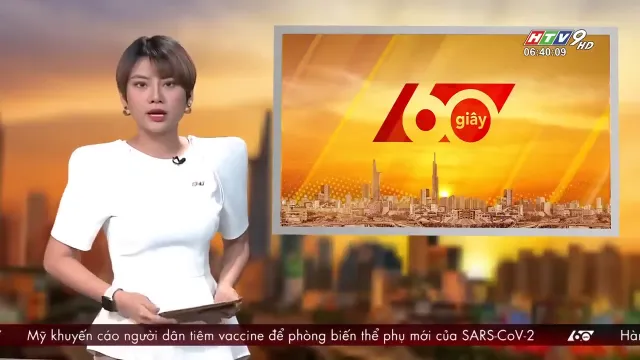 HTV9 HD
06:40:09
60 giây
Mỹ khuyến cáo người dân tiêm vaccine để phòng biến thể phụ mới của SARS-CoV-2 60 Hà